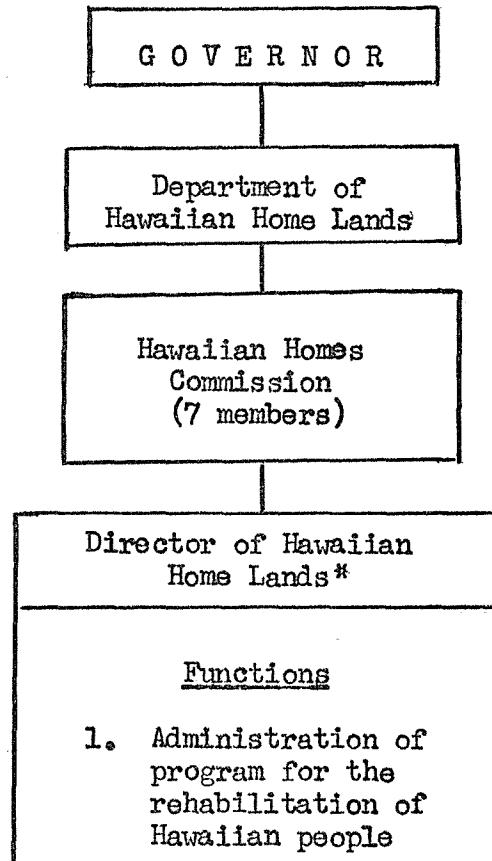 GOVERNOR
Department of
Hawaiian Home Lands
Hawaiian Homes
Commission
(7 members)
Director of Hawaiian
Home Lands*
Functions
1. Administration of
program for the
rehabilitation of
Hawaiian people